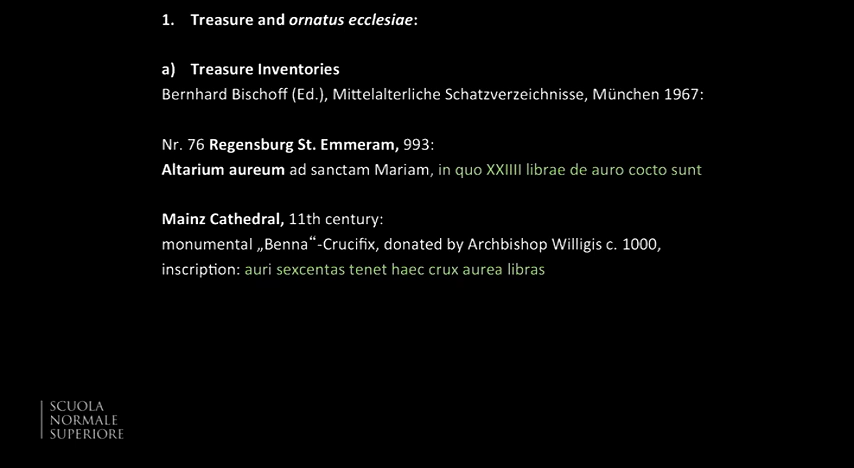 1. Treasure and ornatus ecclesiae:
a) Treasure Inventories
Bernhard Bischoff (Ed.), Mittelalterliche Schatzverzeichnisse, München 1967:
Nr. 76 Regensburg St. Emmeram, 993:
Altarium aureum ad sanctam Mariam, in quo XXIIII librae de auro cocto sunt
Mainz Cathedral, 11th century:
monumental „Benna“-Crucifix, donated by Archbishop Willigis c. 1000,
inscription: auri sexcentas tenet haec crux aurea libras
SCUOLA
NORMALE
SUPERIORE